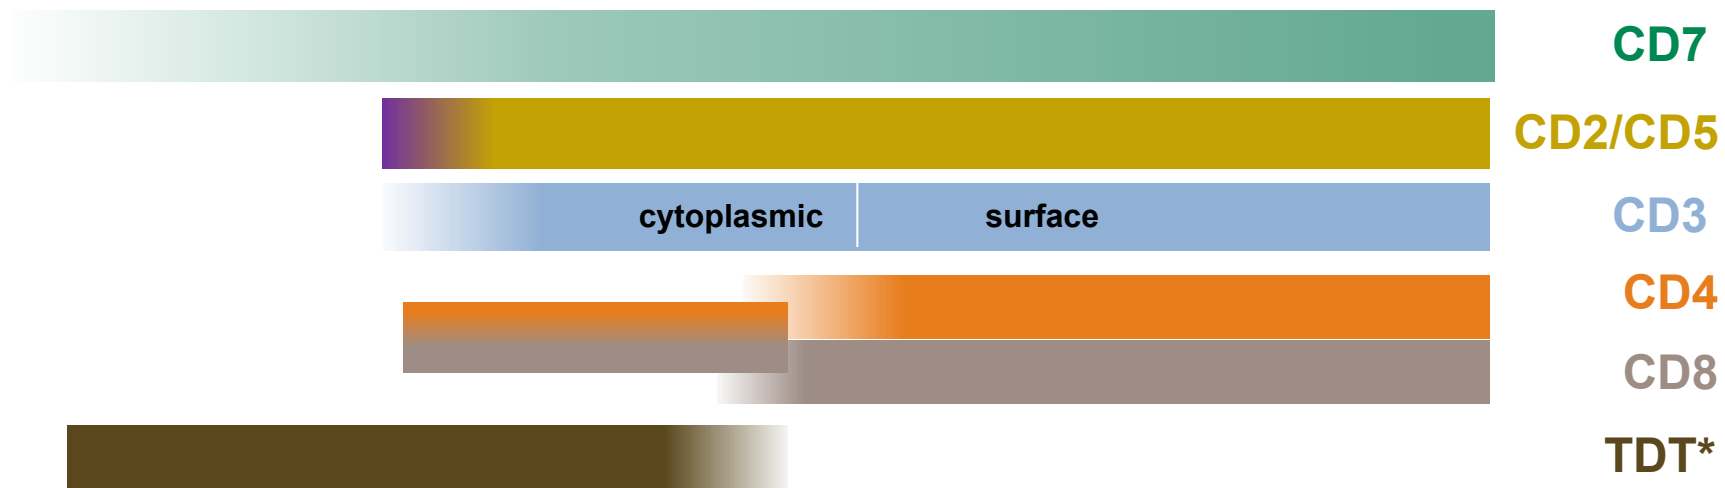 CD7
CD2/CD5
cytoplasmic surface CD3
CD4
CD8
TDT*